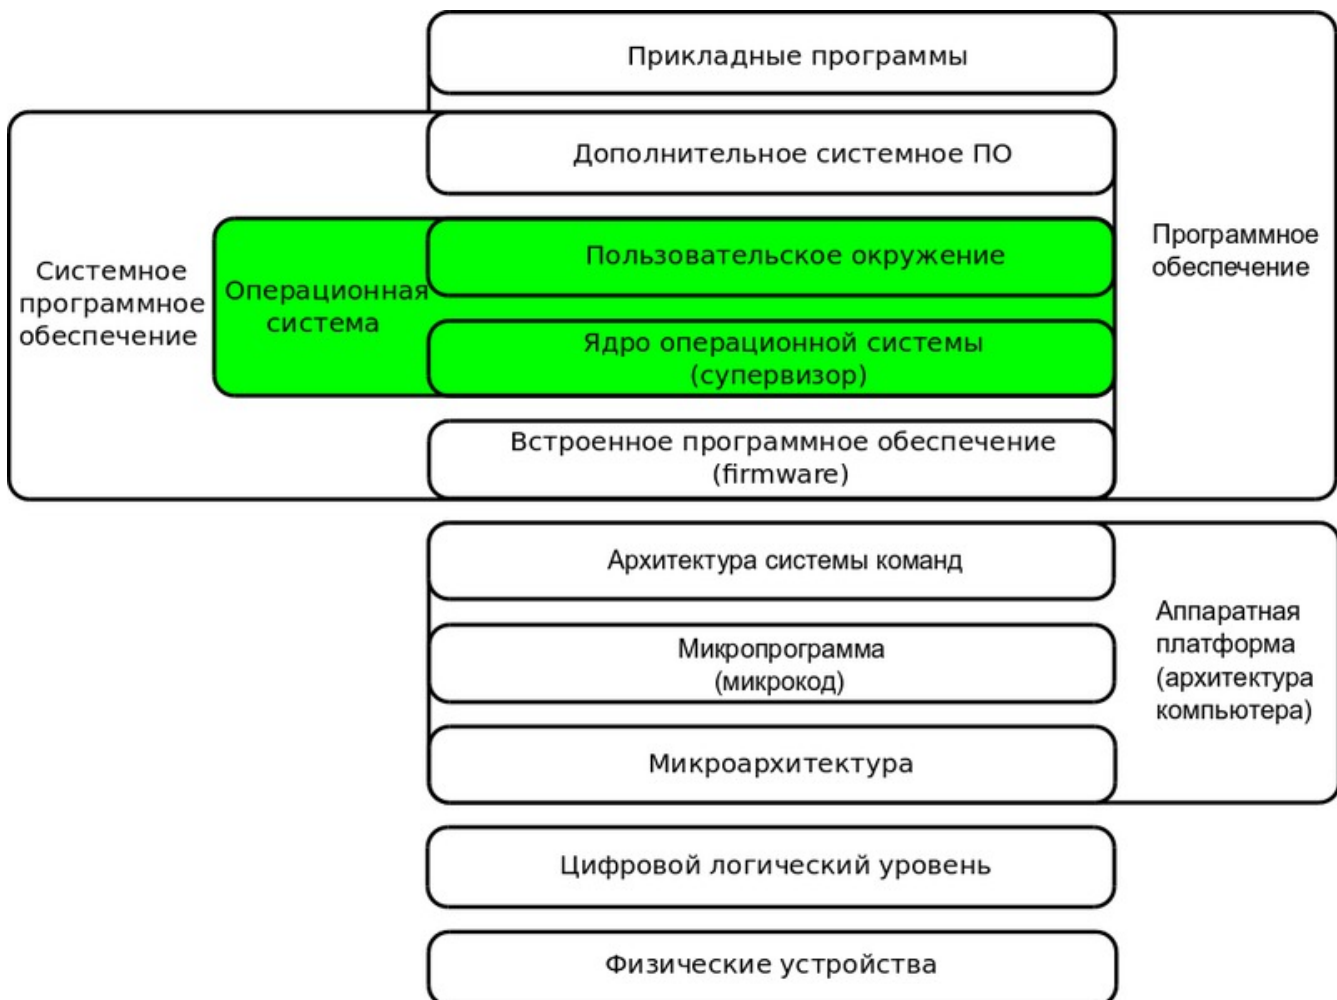 Прикладные программы
Дополнительное системное ПО
Программное
обеспечение
Системное
программное
обеспечение
Операционная
система
Пользовательское окружение
Ядро операционной системы
(супервизор)
Встроенное программное обеспечение
(firmware)
Архитектура системы команд
Аппаратная
платформа
(архитектура
компьютера)
Микропрограмма
(микрокод)
Микроархитектура
Цифровой логический уровень
Физические устройства